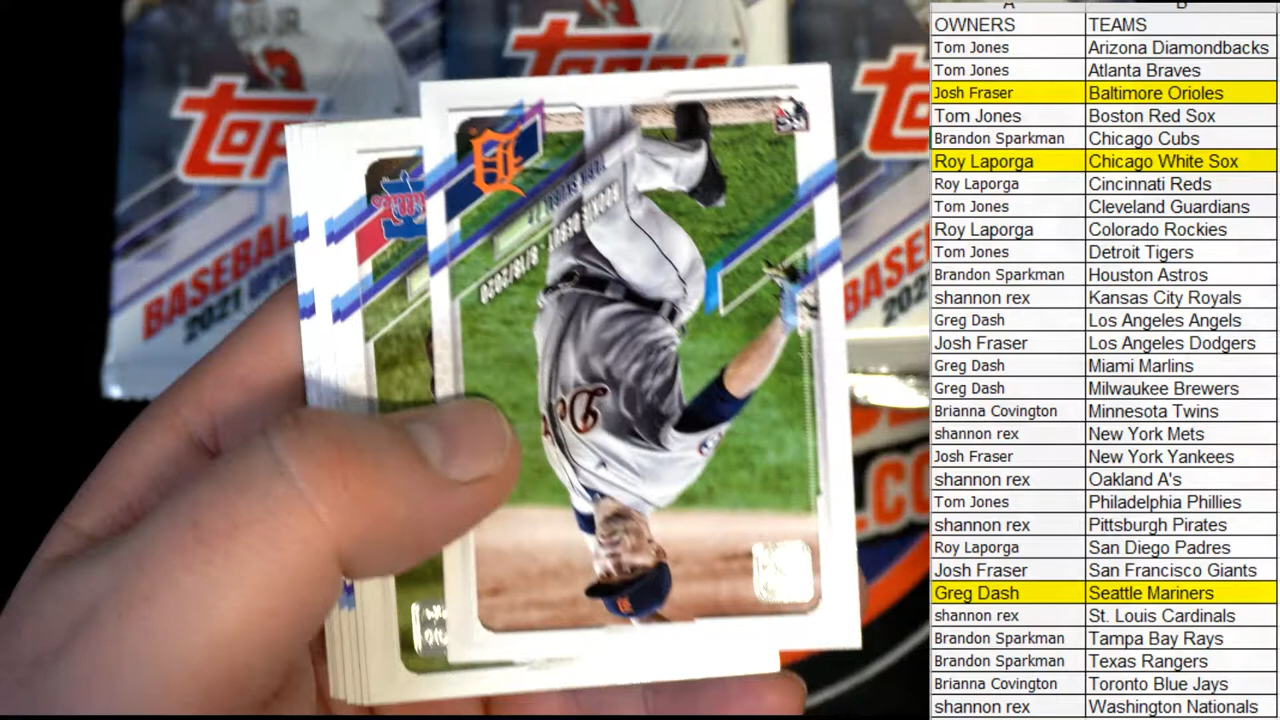 Topps
BASEBALL
2021 UPDATE
Topps
BASEBALL
Phillies
D
TARIK SKUBAL
ROOKIE DEBUT · 8/18/2020
A B
OWNERS TEAMS
Tom Jones Arizona Diamondbacks
Tom Jones Atlanta Braves
Josh Fraser Baltimore Orioles
Tom Jones Boston Red Sox
Brandon Sparkman Chicago Cubs
Roy Laporga Chicago White Sox
Roy Laporga Cincinnati Reds
Tom Jones Cleveland Guardians
Roy Laporga Colorado Rockies
Tom Jones Detroit Tigers
Brandon Sparkman Houston Astros
shannon rex Kansas City Royals
Greg Dash Los Angeles Angels
Josh Fraser Los Angeles Dodgers
Greg Dash Miami Marlins
Greg Dash Milwaukee Brewers
Brianna Covington Minnesota Twins
shannon rex New York Mets
Josh Fraser New York Yankees
shannon rex Oakland A's
Tom Jones Philadelphia Phillies
shannon rex Pittsburgh Pirates
Roy Laporga San Diego Padres
Josh Fraser San Francisco Giants
Greg Dash Seattle Mariners
shannon rex St. Louis Cardinals
Brandon Sparkman Tampa Bay Rays
Brandon Sparkman Texas Rangers
Brianna Covington Toronto Blue Jays
shannon rex Washington Nationals